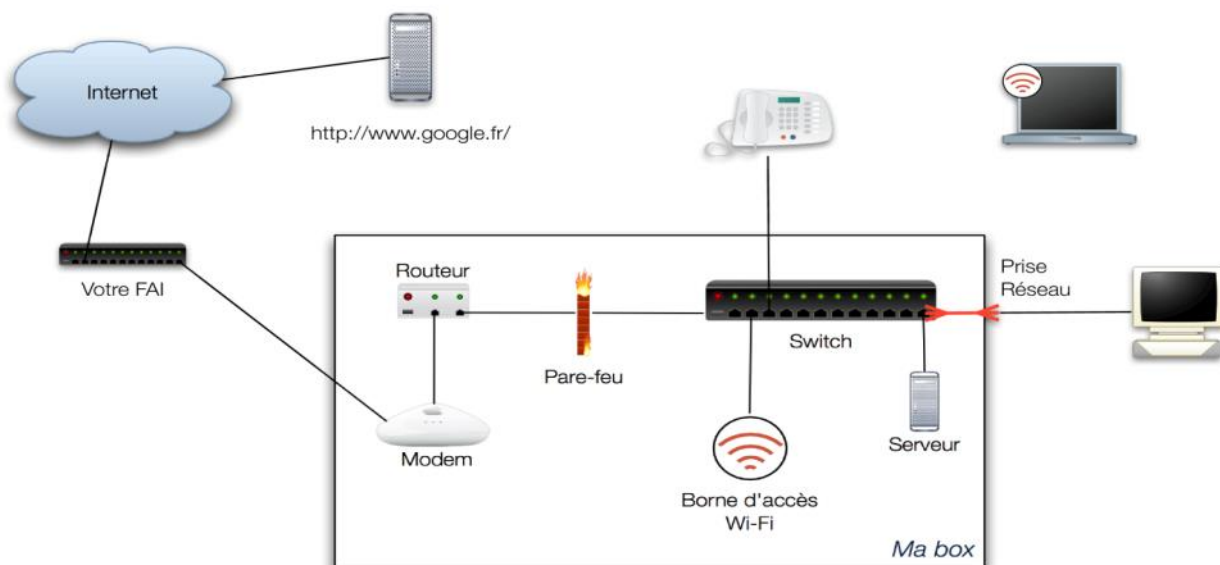 Internet
http://www.google.fr/
Votre FAI
Routeur
Pare-feu
Modem
Switch
Prise
Réseau
Serveur
Borne d'accès
Wi-Fi
Ma box